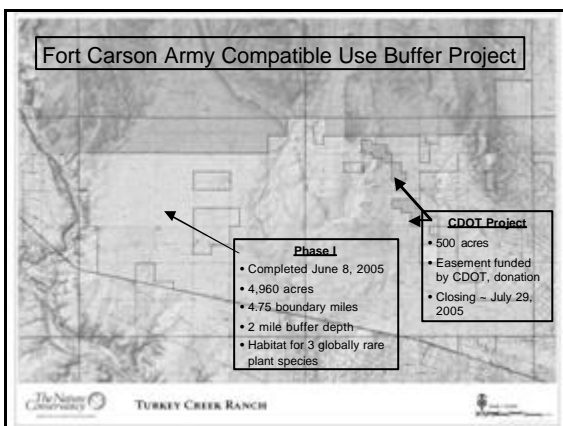 Fort Carson Army Compatible Use Buffer Project
CDOT Project
• 500 acres
• Easement funded
by CDOT, donation
• Closing ~ July 29,
2005
Phase I
• Completed June 8, 2005
• 4,960 acres
• 4.75 boundary miles
• 2 mile buffer depth
• Habitat for 3 globally rare
plant species
The Nature
Conservancy
TURKEY CREEK RANCH